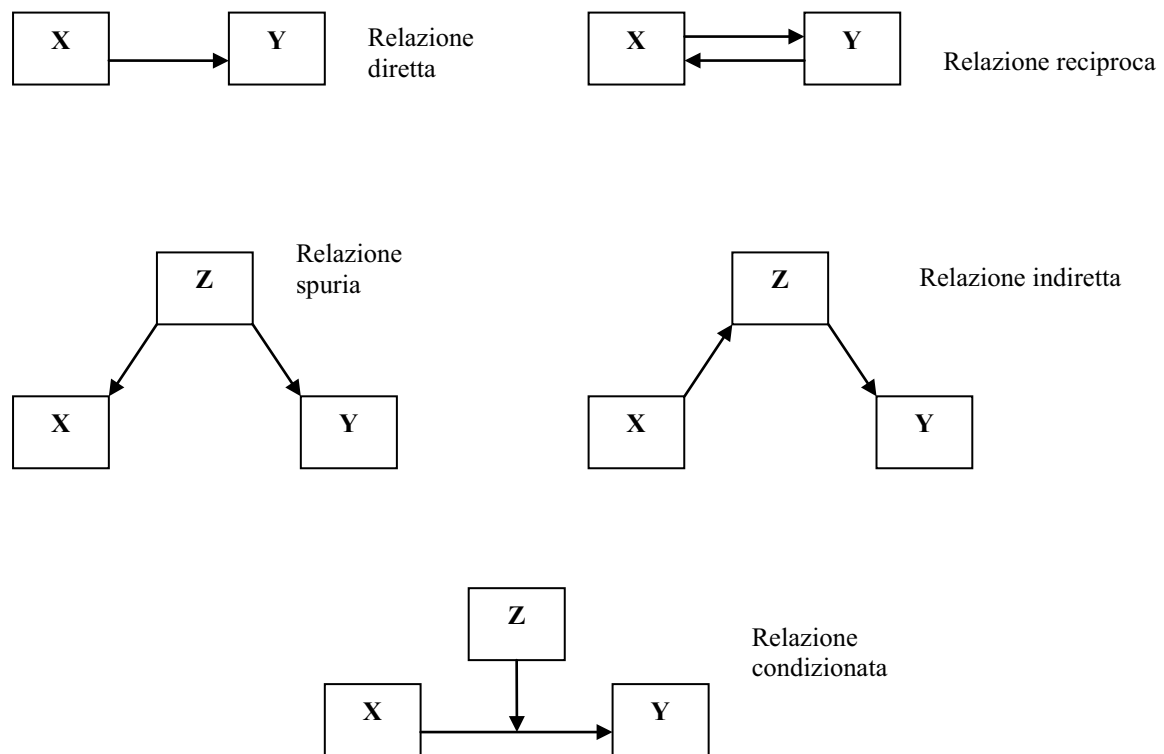 X
Y
Relazione
diretta
X
Y
Relazione reciproca
Z
Relazione
spuria
X
Y
Z
Relazione indiretta
X
Y
Z
Relazione
condizionata
X
Y